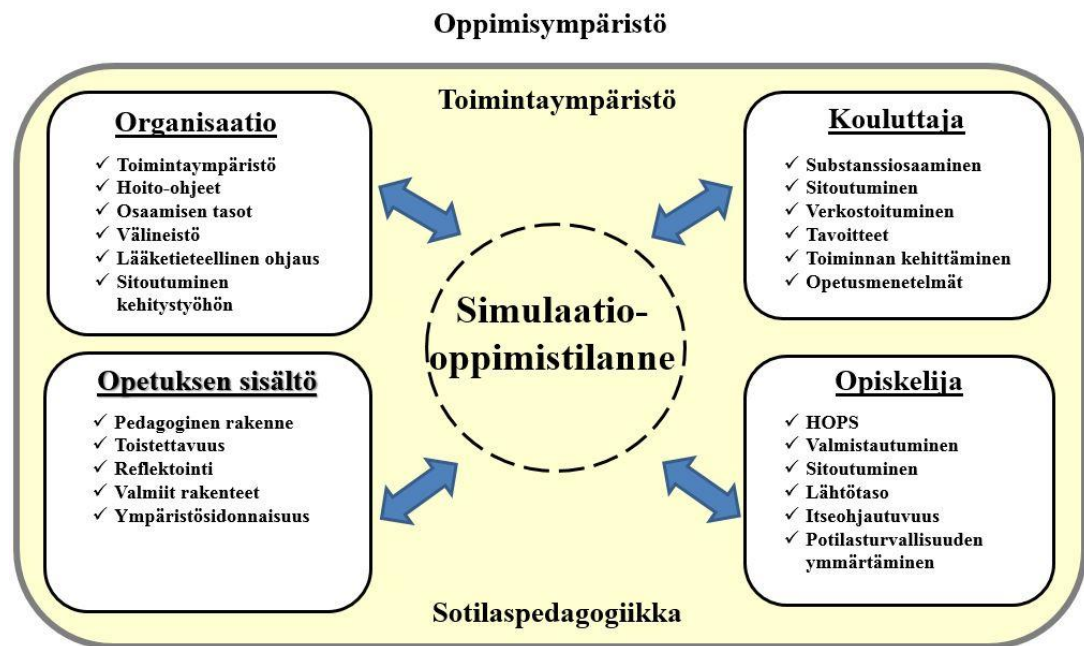 Oppimisympäristö
Toimintaympäristö
Organisaatio
✓ Toimintaympäristö
✓ Hoito-ohjeet
✓ Osaamisen tasot
✓ Välineistö
✓ Lääketieteellinen ohjaus
✓ Sitoutuminen
kehitystyöhön
Kouluttaja
✓ Substanssiosaaminen
✓ Sitoutuminen
✓ Verkostoituminen
✓ Tavoitteet
✓ Toiminnan kehittäminen
✓ Opetusmenetelmät
Simulaatio-
oppimistilanne
Opetuksen sisältö
✓ Pedagoginen rakenne
✓ Toistettavuus
✓ Reflektointi
✓ Valmiit rakenteet
✓ Ympäristösidonnaisuus
Opiskelija
✓ HOPS
✓ Valmistautuminen
✓ Sitoutuminen
✓ Lähtötaso
✓ Itseohjautuvuus
✓ Potilasturvallisuuden
ymmärtäminen
Sotilaspedagogiikka